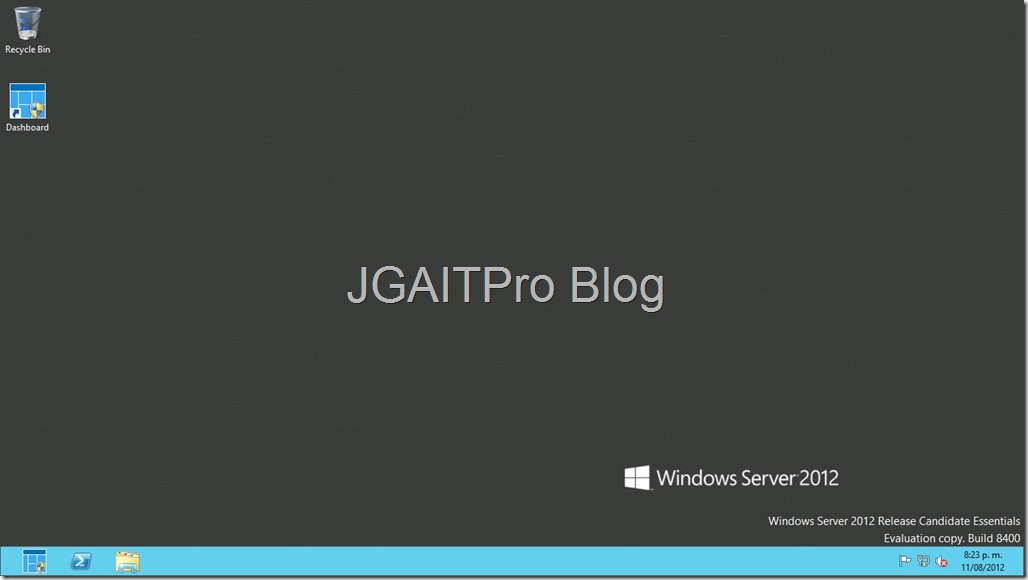 Recycle Bin
Dashboard
JGAITPro Blog
Windows Server 2012
Windows Server 2012 Release Candidate Essentials
Evaluation copy. Build 8400
8:23 p. m.
11/08/2012